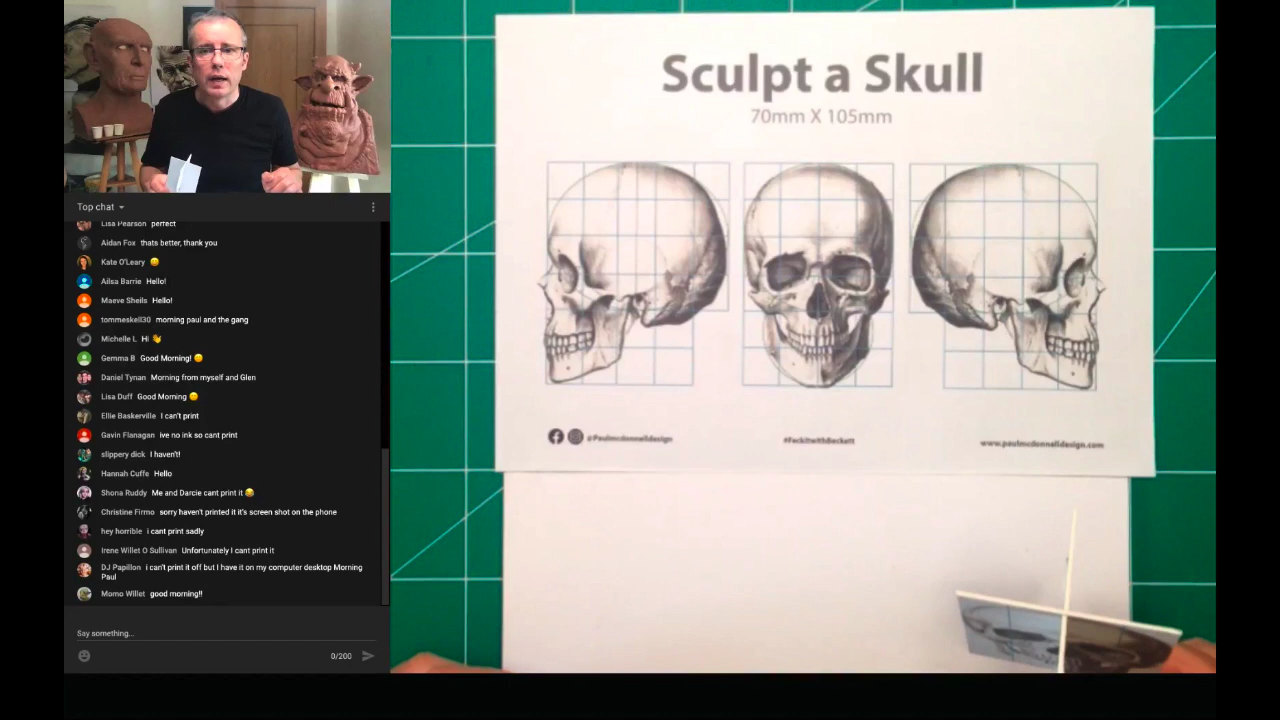 Top chat
Lisa Pearson perfect
Aidan Fox thats better, thank you
Kata O'Leary 😊
Ailsa Barrie Hello!
Maeve Sheils Hello!
tommeskell30 morning paul and the gang
Michelle L Hi 👋
Gemma B Good Morning! 😊
Daniel Tynan Morning from myself and Glen
Lisa Duff Good Morning 😊
Ellie Baskerville I can't print
Gavin Flanagan ive no ink so cant print
slippery dick I haven't!
Hannah Cuffe Hello
Shona Ruddy Me and Darcie cant print it 😂
Christine Firmo sorry haven't printed it it's screen shot on the phone
hey horrible i cant print sadly
Irene Willet O Sullivan Unfortunately I cant print it
DJ Papillon i can't print it off but I have it on my computer desktop Morning
Paul
Momo Willet good morning!!
Say something...
0/200
Sculpt a Skull
70mm X 105mm
@Paulmcdonnelldesign
#FeckitwithBeckett
www.paulmcdonnelldesign.com